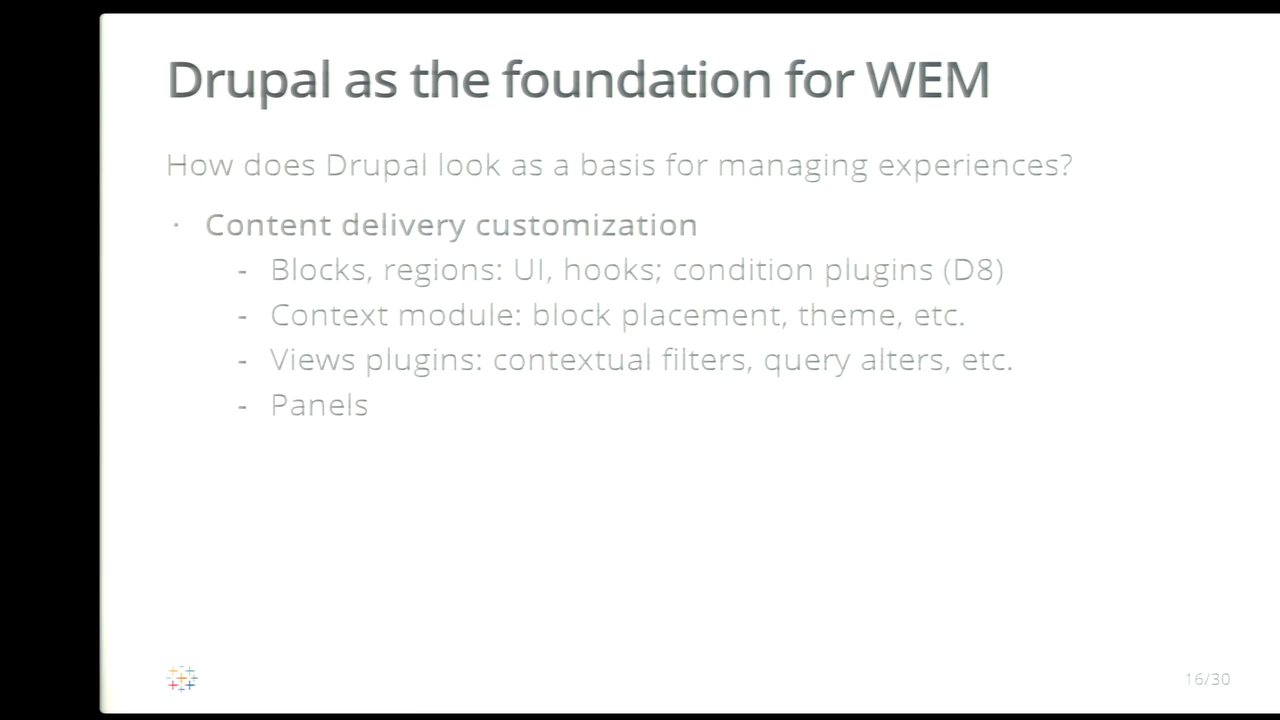 Drupal as the foundation for WEM
How does Drupal look as a basis for managing experiences?
· Content delivery customization
- Blocks, regions: UI, hooks; condition plugins (D8)
- Context module: block placement, theme, etc.
- Views plugins: contextual filters, query alters, etc.
- Panels
16/30